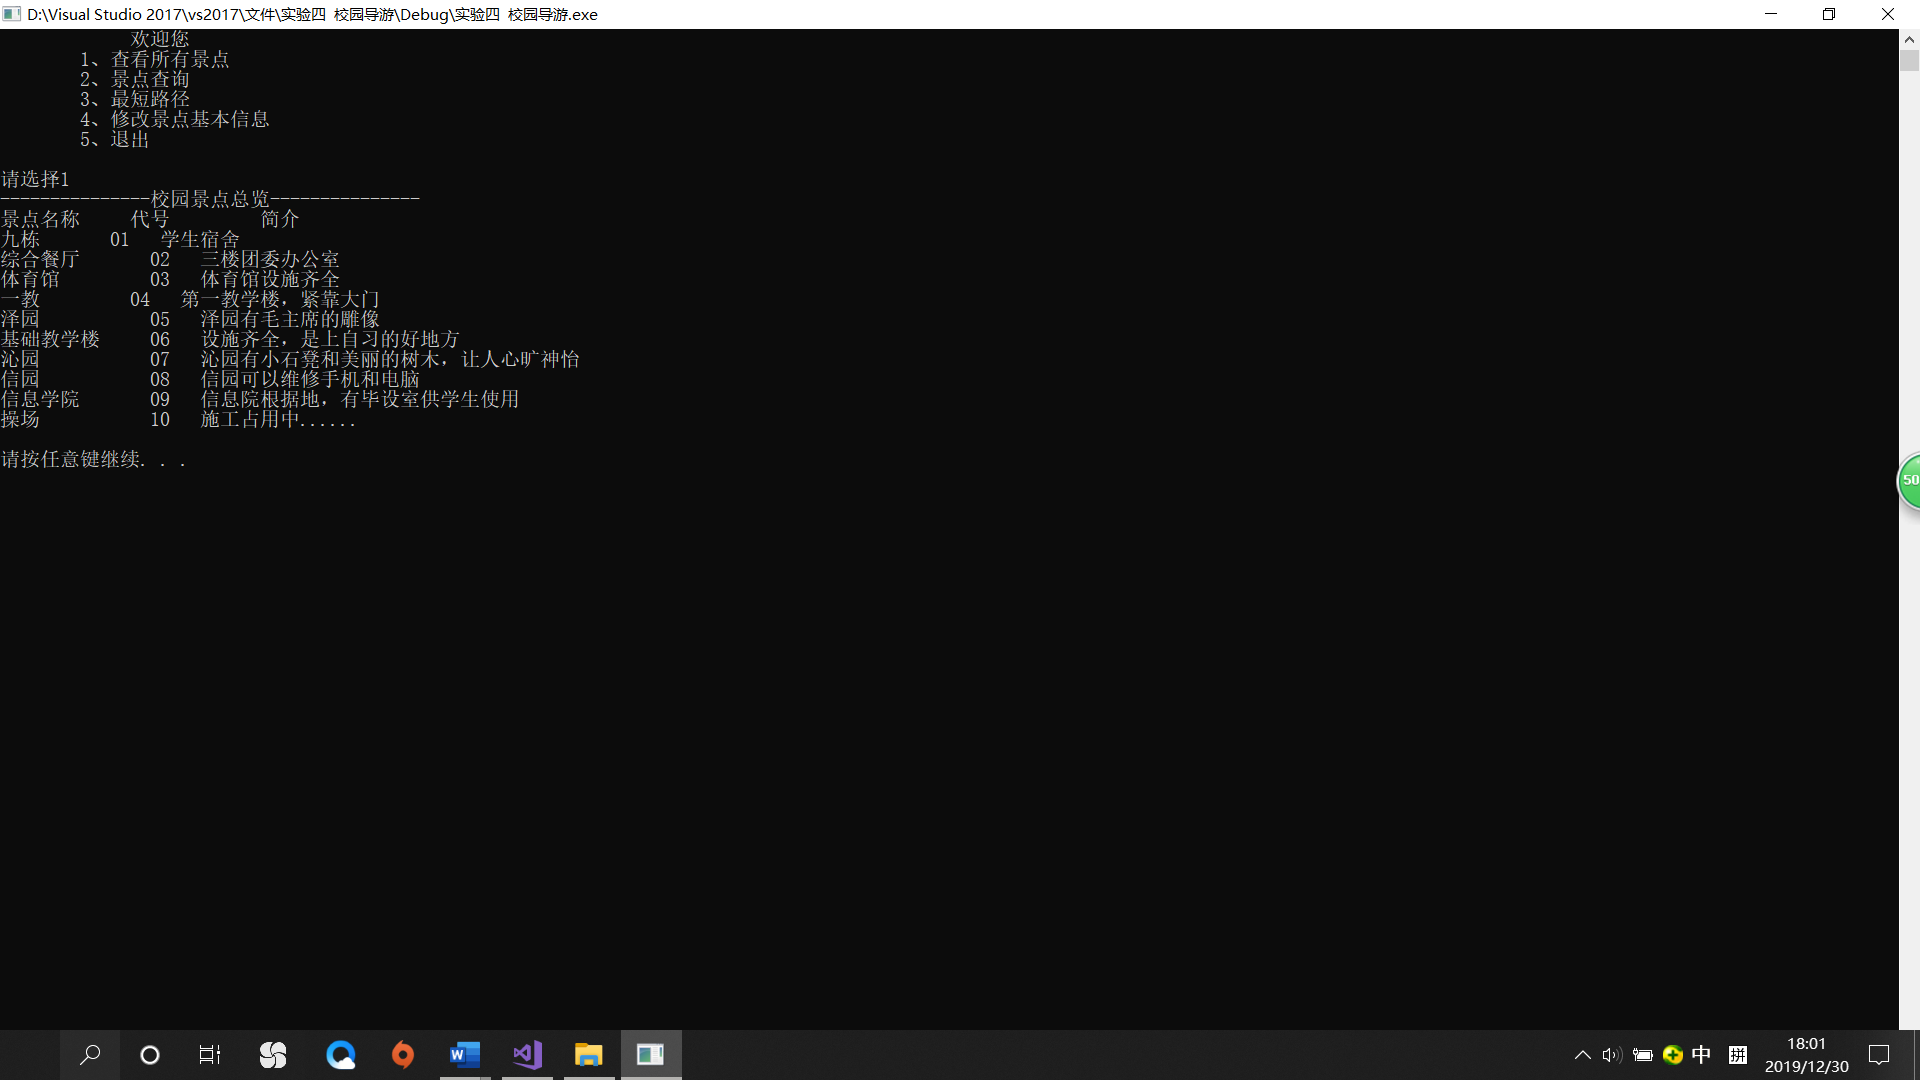 D:\Visual Studio 2017\vs2017\文件\实验四 校园导游\Debug\实验四 校园导游.exe
欢迎您
1、查看所有景点
2、景点查询
3、最短路径
4、修改景点基本信息
5、退出
请选择1
---------------校园景点总览---------------
景点名称 代号 简介
九栋 01 学生宿舍
综合餐厅 02 三楼团委办公室
体育馆 03 体育馆设施齐全
一教 04 第一教学楼，紧靠大门
泽园 05 泽园有毛主席的雕像
基础教学楼 06 设施齐全，是上自习的好地方
沁园 07 沁园有小石凳和美丽的树木，让人心旷神怡
信园 08 信园可以维修手机和电脑
信息学院 09 信息院根据地，有毕设室供学生使用
操场 10 施工占用中......
请按任意键继续. . .
50
中 拼 18:01
2019/12/30